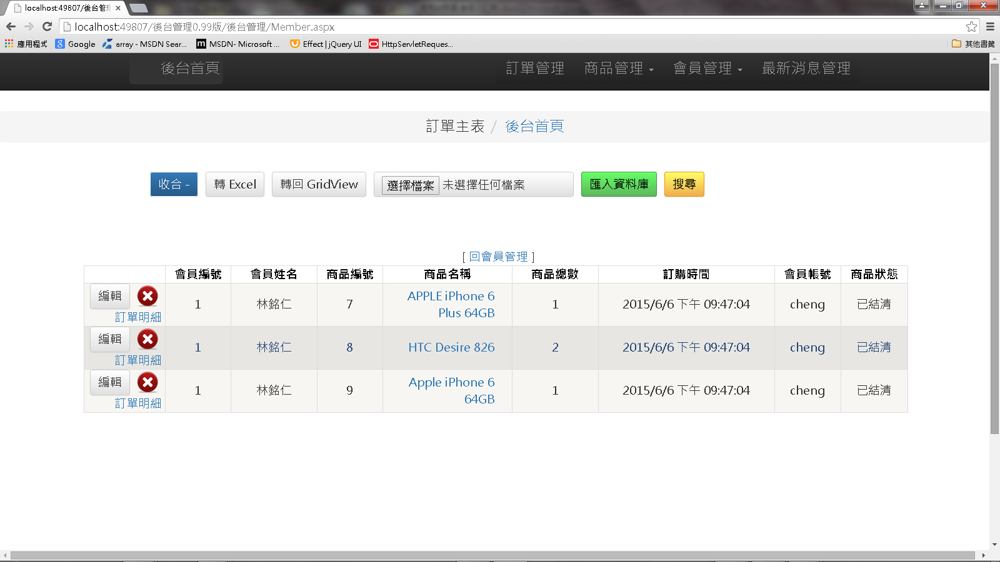 localhost:49807/後台管理
localhost:49807/後台管理0.99版/後台管理/Member.aspx
應用程式 Google array - MSDN Sear... MSDN- Microsoft ... Effect | jQuery UI HttpServletReques... 其他書籤
後台首頁 訂單管理 商品管理 會員管理 最新消息管理
訂單主表 / 後台首頁
收合 - 轉 Excel 轉回 GridView 選擇檔案 未選擇任何檔案 匯入資料庫 搜尋
[ 回會員管理 ]
會員編號 會員姓名 商品編號 商品名稱 商品總數 訂購時間 會員帳號 商品狀態
編輯 訂單明細 1 林銘仁 7 APPLE iPhone 6 Plus 64GB 1 2015/6/6 下午 09:47:04 cheng 已結清
編輯 訂單明細 1 林銘仁 8 HTC Desire 826 2 2015/6/6 下午 09:47:04 cheng 已結清
編輯 訂單明細 1 林銘仁 9 Apple iPhone 6 64GB 1 2015/6/6 下午 09:47:04 cheng 已結清